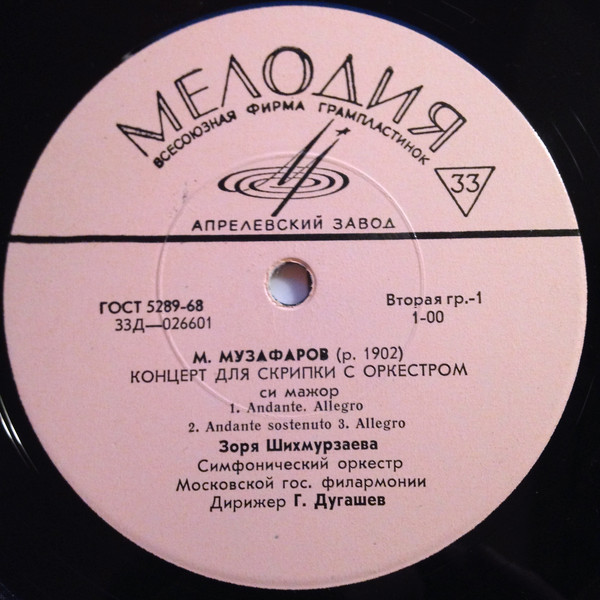 МЕЛОДИЯ
ВСЕСОЮЗНАЯ ФИРМА ГРАМПЛАСТИНОК
33
АПРЕЛЕВСКИЙ ЗАВОД
ГОСТ 5289-68
33Д—026601
Вторая гр.-1
1-00
М. МУЗАФАРОВ (р. 1902)
КОНЦЕРТ ДЛЯ СКРИПКИ С ОРКЕСТРОМ
си мажор
1. Andante. Allegro
2. Andante sostenuto 3. Allegro
Зоря Шихмурзаева
Симфонический оркестр
Московской гос. филармонии
Дирижер Г. Дугашев